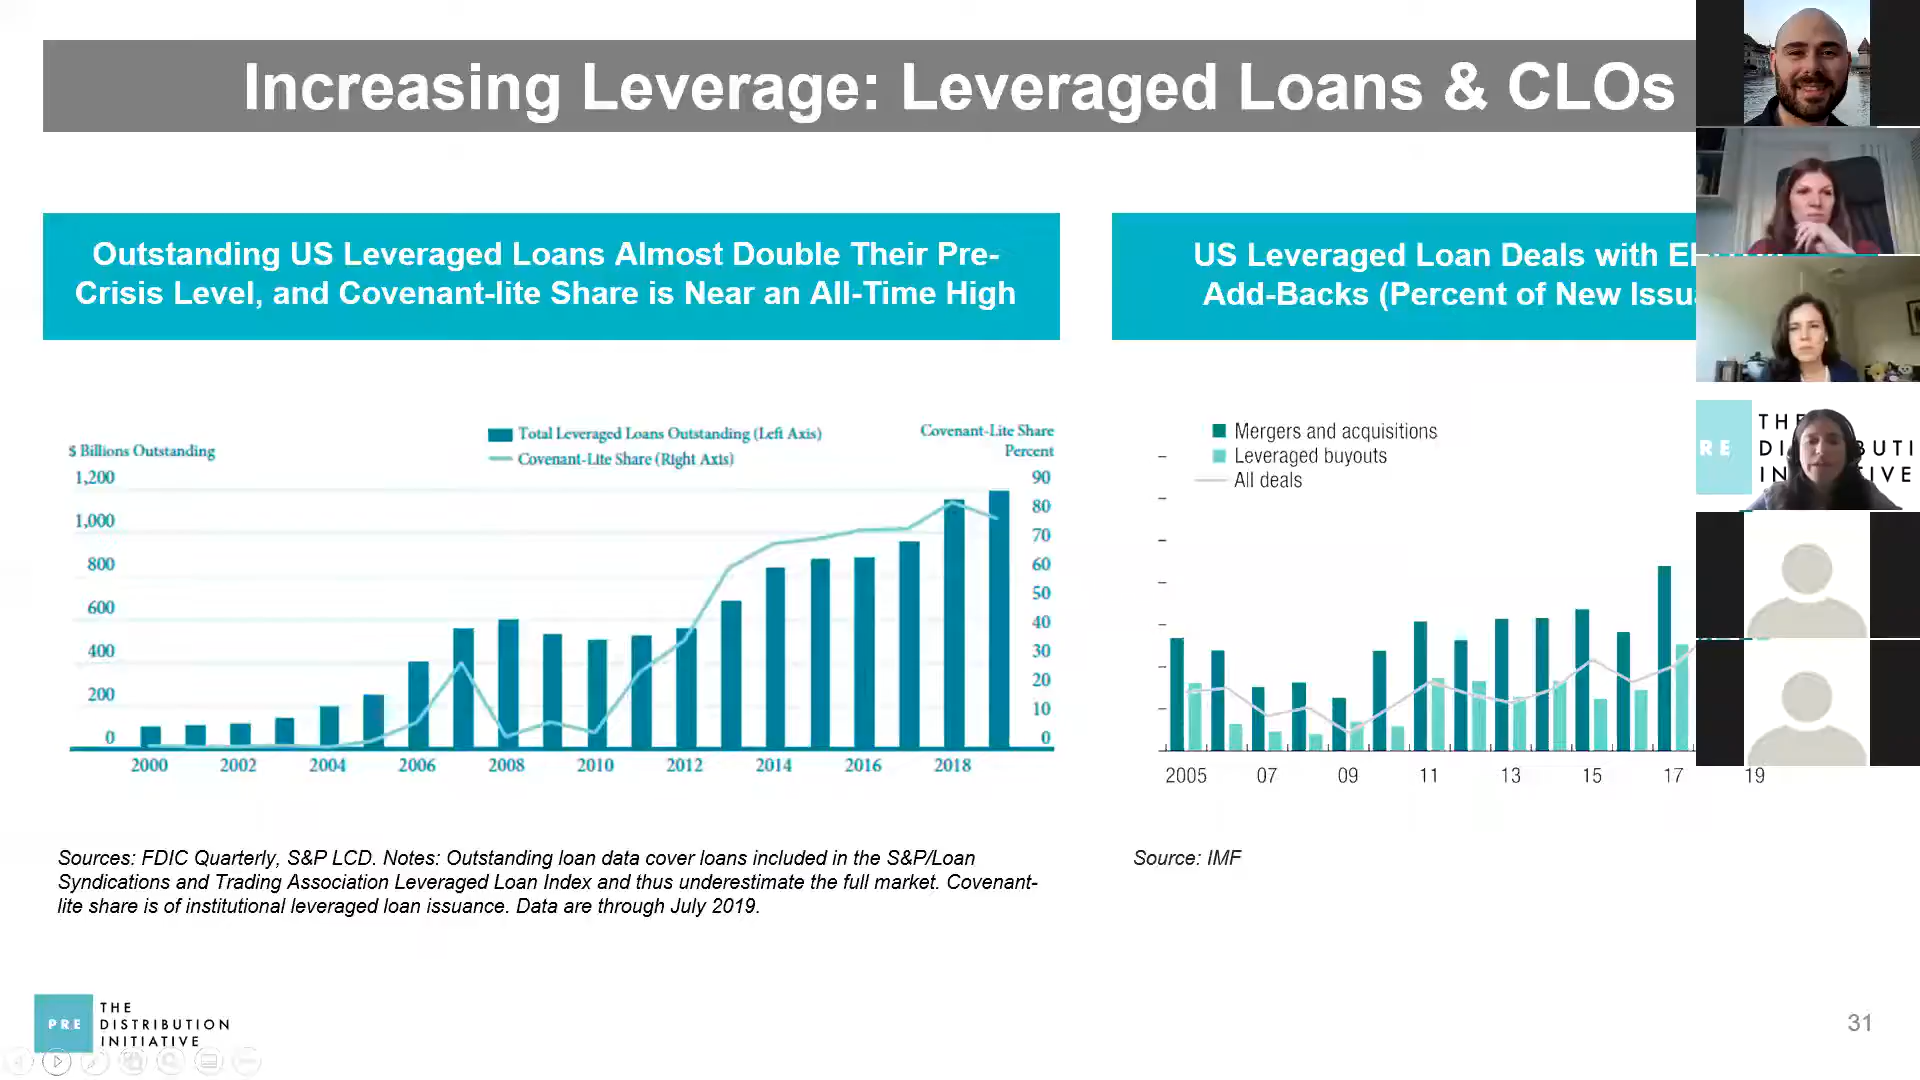 Increasing Leverage: Leveraged Loans & CLOs
Outstanding US Leveraged Loans Almost Double Their Pre-
Crisis Level, and Covenant-lite Share is Near an All-Time High
US Leveraged Loan Deals with
Add-Backs (Percent of New
$ Billions Outstanding
Total Leveraged Loans Outstanding (Left Axis)
Covenant-Lite Share (Right Axis)
Covenant-Lite Share
Percent
1,200
1,000
800
600
400
200
0
90
80
70
60
50
40
30
20
10
0
2000 2002 2004 2006 2008 2010 2012 2014 2016 2018
Mergers and acquisitions
Leveraged buyouts
All deals
2005 07 09 11 13 15 17 19
Sources: FDIC Quarterly, S&P LCD. Notes: Outstanding loan data cover loans included in the S&P/Loan
Syndications and Trading Association Leveraged Loan Index and thus underestimate the full market. Covenant-
lite share is of institutional leveraged loan issuance. Data are through July 2019.
Source: IMF
PRE
THE
DISTRIBUTION
INITIATIVE
31